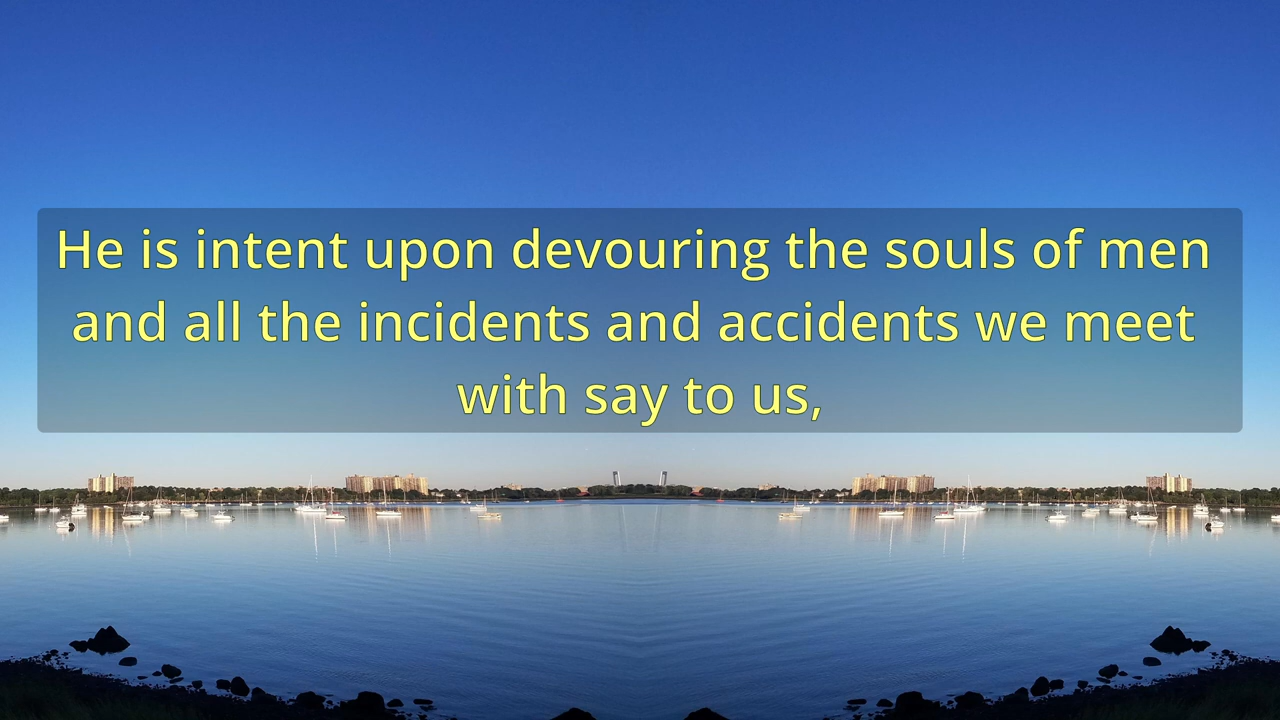 He is intent upon devouring the souls of men
and all the incidents and accidents we meet
with say to us,